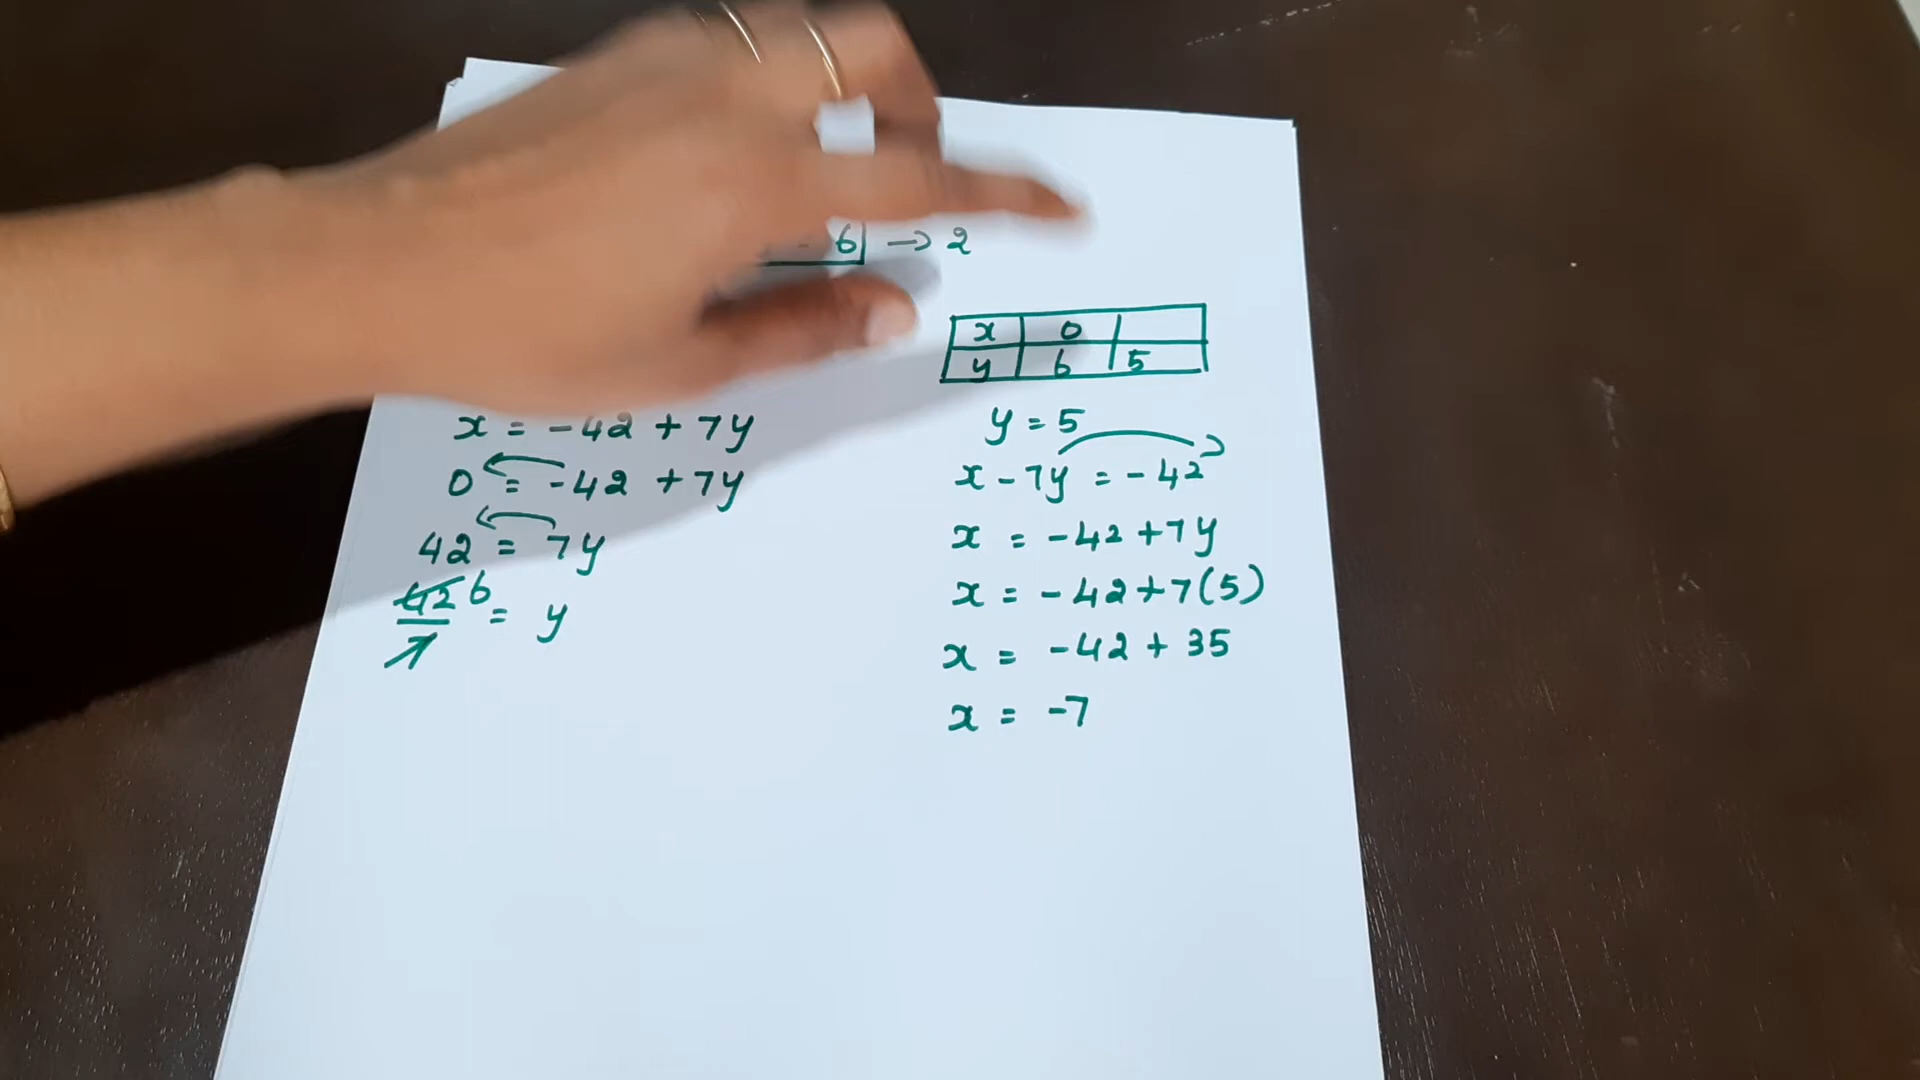 6 → 2
x 0
y 6 5
x = -42 + 7y
0 = -42 + 7y
42 = 7y
42 6
7 = y
y = 5
x - 7y = -42
x = -42 + 7y
x = -42 + 7(5)
x = -42 + 35
x = -7